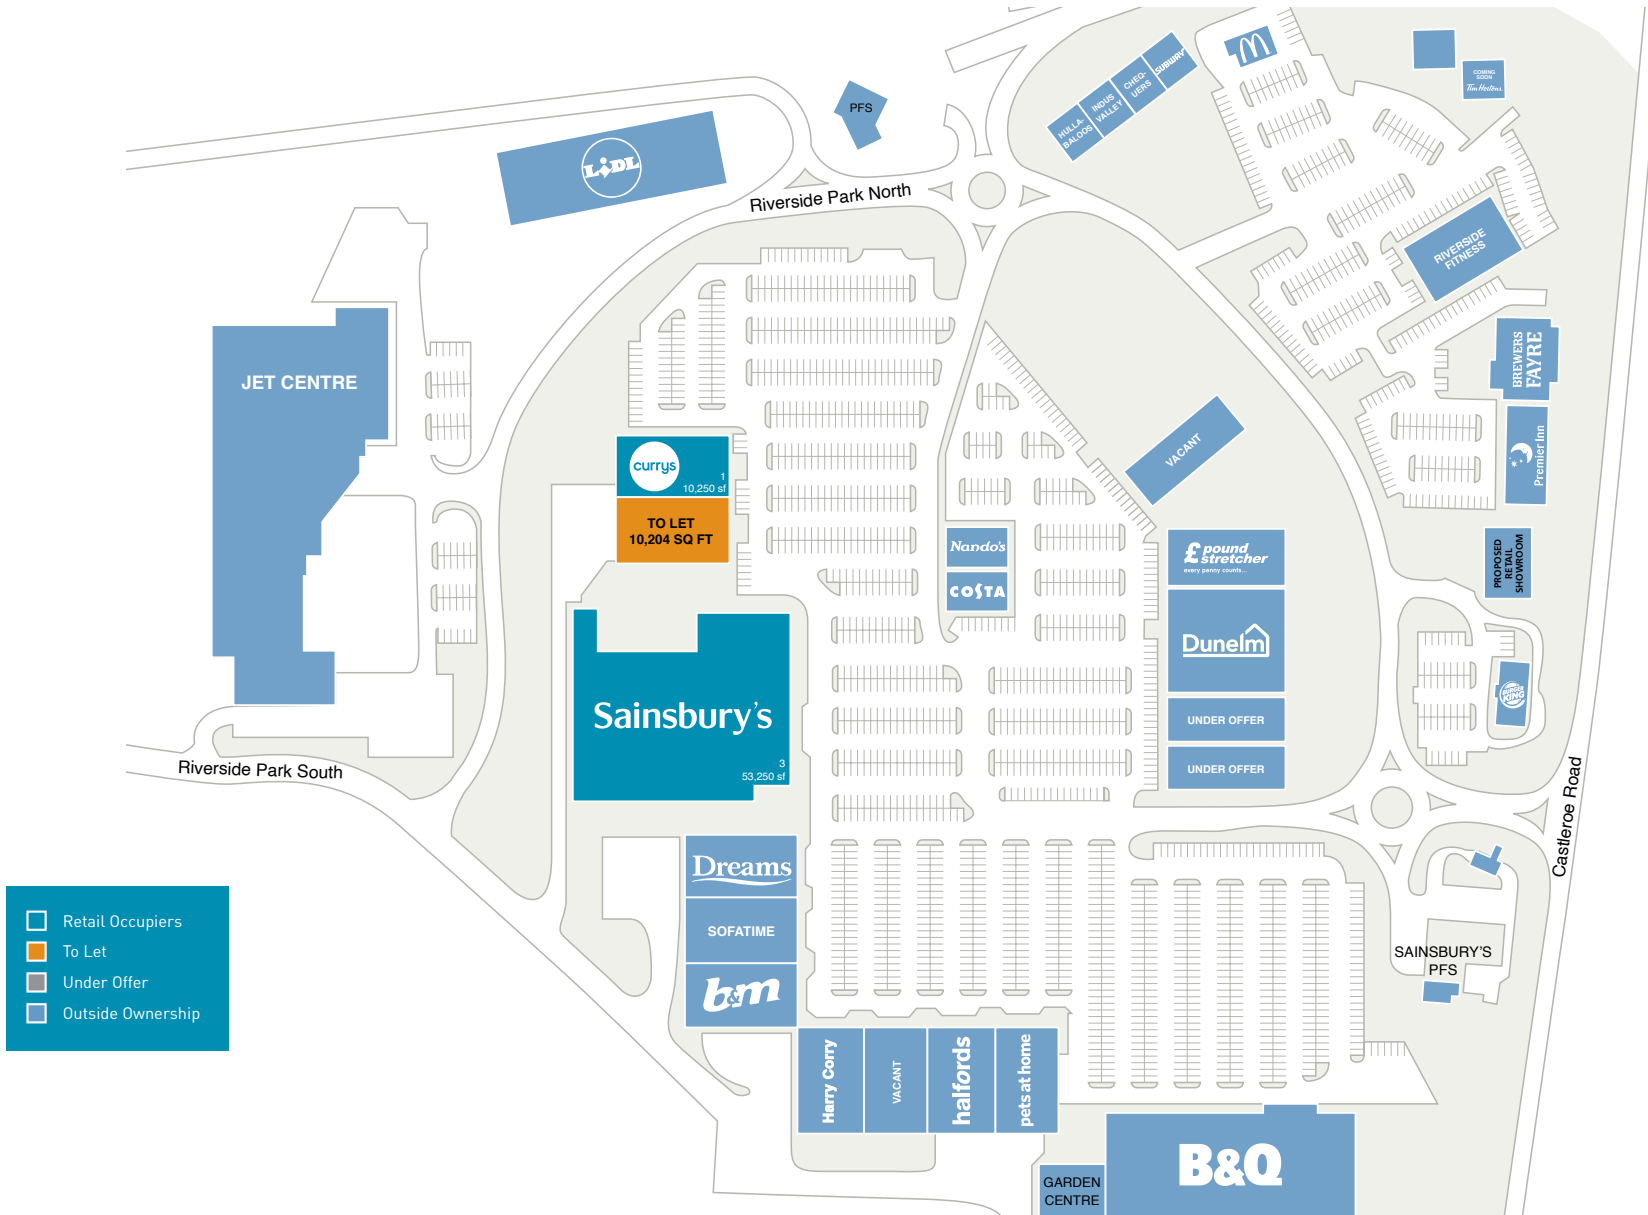 HULLA-
BALOOS
INDUS
VALLEY
CHEQ-
UERS
SUBWAY
COMING
SOON
Tim Hortons
PFS
LiDL
Riverside Park North
RIVERSIDE
FITNESS
JET CENTRE
BREWERS
FAYRE
Premier Inn
VACANT
currys
1
10,250 sf
TO LET
10,204 SQ FT
Nando's
COSTA
£ pound
stretcher
every penny counts...
PROPOSED
RETAIL
SHOWROOM
Dunelm
BURGER
KING
UNDER OFFER
UNDER OFFER
Sainsbury's
3
53,250 sf
Riverside Park South
Castleroe Road
Dreams
SOFATIME
b&m
SAINSBURY'S
PFS
Harry Corry
VACANT
halfords
pets at home
B&Q
GARDEN
CENTRE
Retail Occupiers
To Let
Under Offer
Outside Ownership